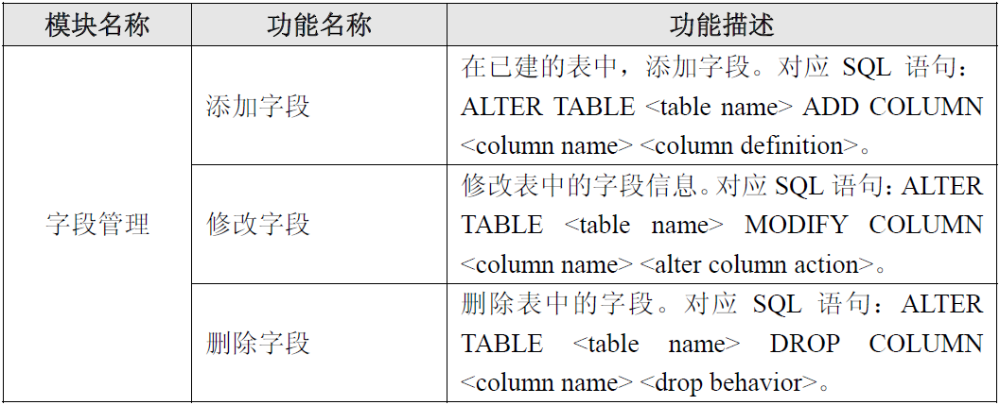 模块名称 功能名称 功能描述
在已建的表中，添加字段。对应 SQL 语句：
添加字段
ALTER TABLE <table name> ADD COLUMN
<column name> <column definition>。
字段管理
修改表中的字段信息。对应 SQL 语句：ALTER
修改字段
TABLE <table name> MODIFY COLUMN
<column name> <alter column action>。
删除表中的字段。对应 SQL 语句：ALTER
删除字段
TABLE <table name> DROP COLUMN
<column name> <drop behavior>。